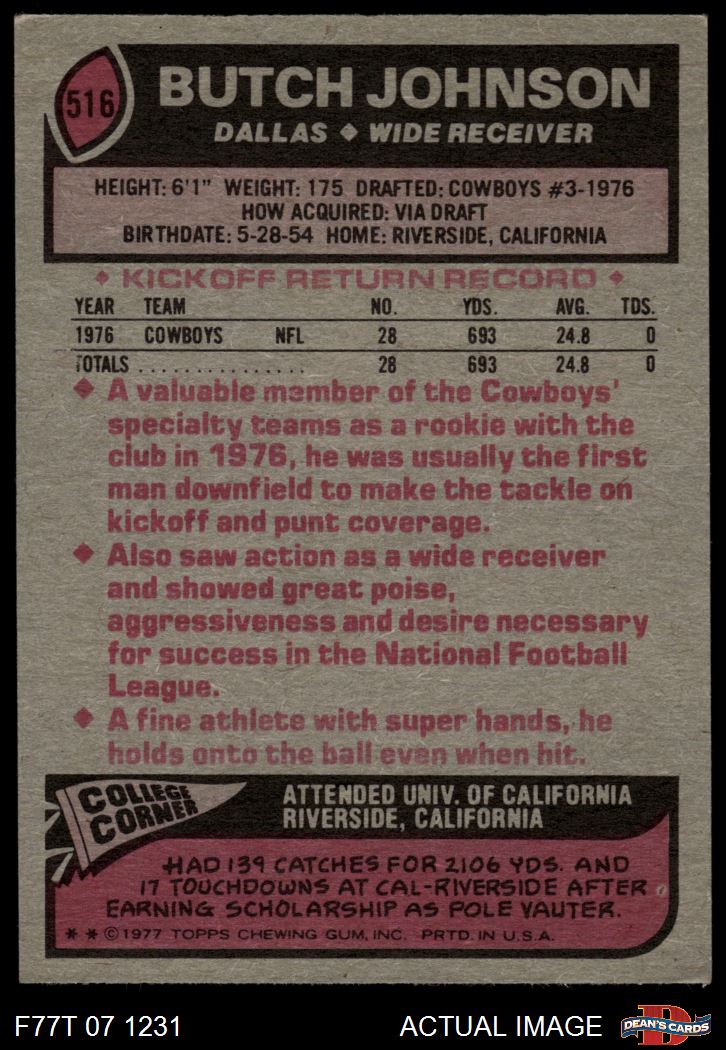 516
BUTCH JOHNSON
DALLAS ◆ WIDE RECEIVER
HEIGHT: 6'1" WEIGHT: 175 DRAFTED: COWBOYS #3-1976
HOW ACQUIRED: VIA DRAFT
BIRTHDATE: 5-28-54 HOME: RIVERSIDE, CALIFORNIA
◆ KICKOFF RETURN RECORD ◆
YEAR TEAM NO. YDS. AVG. TDS.
1976 COWBOYS NFL 28 693 24.8 0
TOTALS . . . . . . . . . . . . . . . 28 693 24.8 0
◆ A valuable member of the Cowboys'
specialty teams as a rookie with the
club in 1976, he was usually the first
man downfield to make the tackle on
kickoff and punt coverage.
◆ Also saw action as a wide receiver
and showed great poise,
aggressiveness and desire necessary
for success in the National Football
League.
◆ A fine athlete with super hands, he
holds onto the ball even when hit.
COLLEGE
CORNER
ATTENDED UNIV. OF CALIFORNIA
RIVERSIDE, CALIFORNIA
HAD 139 CATCHES FOR 2106 YDS. AND
17 TOUCHDOWNS AT CAL-RIVERSIDE AFTER
EARNING SCHOLARSHIP AS POLE VAUTER.
* * © 1977 TOPPS CHEWING GUM, INC. PRTD. IN U.S.A.
F77T 07 1231
ACTUAL IMAGE
D
DEAN'S CARDS